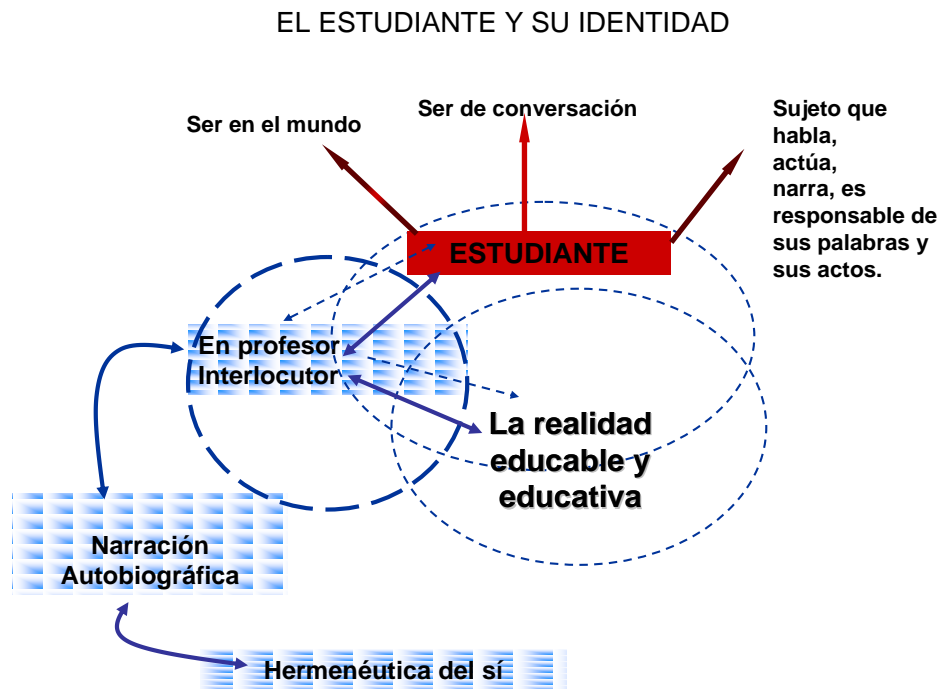 EL ESTUDIANTE Y SU IDENTIDAD
Ser en el mundo
Ser de conversación
Sujeto que
habla,
actúa,
narra, es
responsable de
sus palabras y
sus actos.
ESTUDIANTE
En profesor
Interlocutor
La realidad
educable y
educativa
Narración
Autobiográfica
Hermenéutica del sí